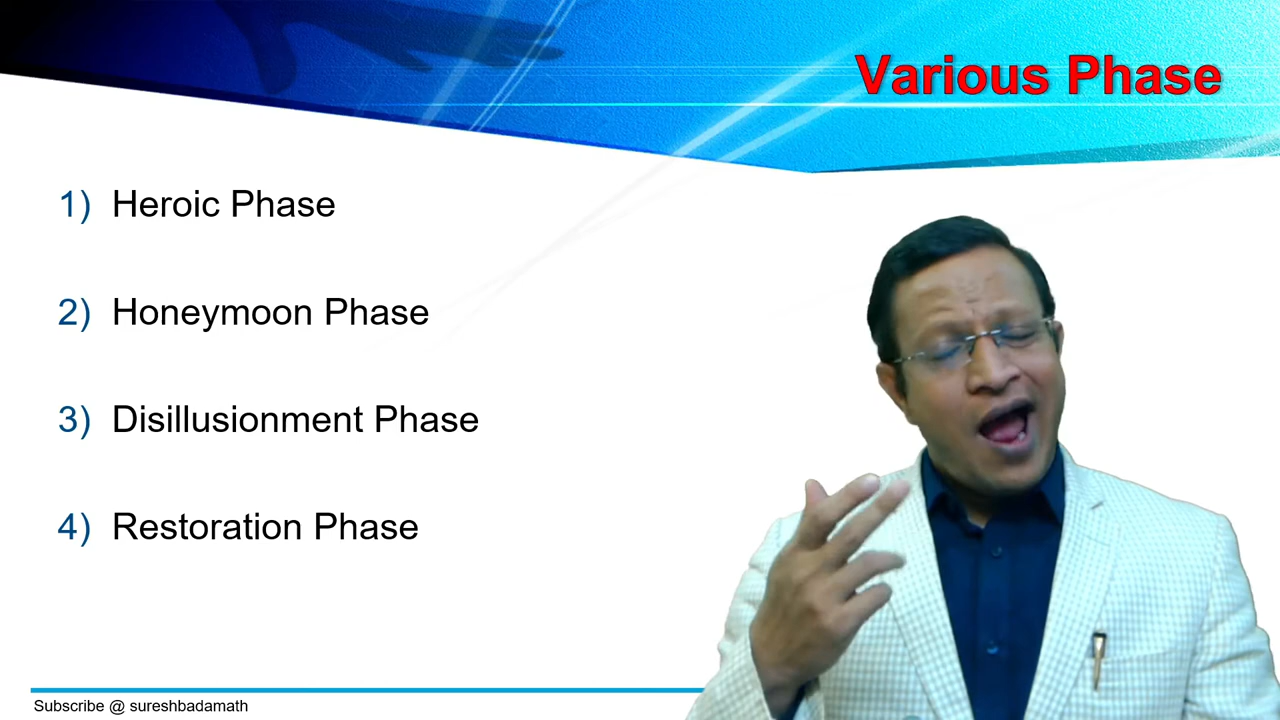 Various Phase
1) Heroic Phase
2) Honeymoon Phase
3) Disillusionment Phase
4) Restoration Phase
Subscribe @ sureshbadamath